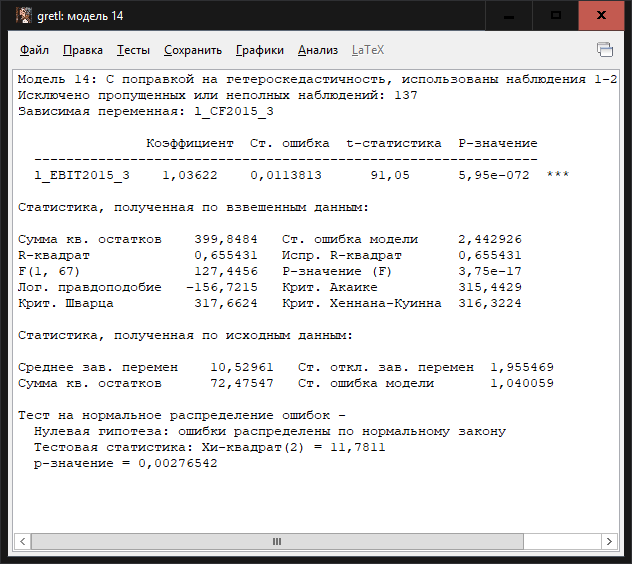 gretl: модель 14
Файл Правка Тесты Сохранить Графики Анализ LaTeX
Модель 14: С поправкой на гетероскедастичность, использованы наблюдения 1-2
Исключено пропущенных или неполных наблюдений: 137
Зависимая переменная: l_CF2015_3
Коэффициент Ст. ошибка t-статистика P-значение
---------------------------------------------------------------
l_EBIT2015_3 1,03622 0,0113813 91,05 5,95e-072 ***
Статистика, полученная по взвешенным данным:
Сумма кв. остатков 399,8484 Ст. ошибка модели 2,442926
R-квадрат 0,655431 Испр. R-квадрат 0,655431
F(1, 67) 127,4456 P-значение (F) 3,75e-17
Лог. правдоподобие -156,7215 Крит. Акаике 315,4429
Крит. Шварца 317,6624 Крит. Хеннана-Куинна 316,3224
Статистика, полученная по исходным данным:
Среднее зав. перемен 10,52961 Ст. откл. зав. перемен 1,955469
Сумма кв. остатков 72,47547 Ст. ошибка модели 1,040059
Тест на нормальное распределение ошибок -
Нулевая гипотеза: ошибки распределены по нормальному закону
Тестовая статистика: Хи-квадрат(2) = 11,7811
р-значение = 0,00276542